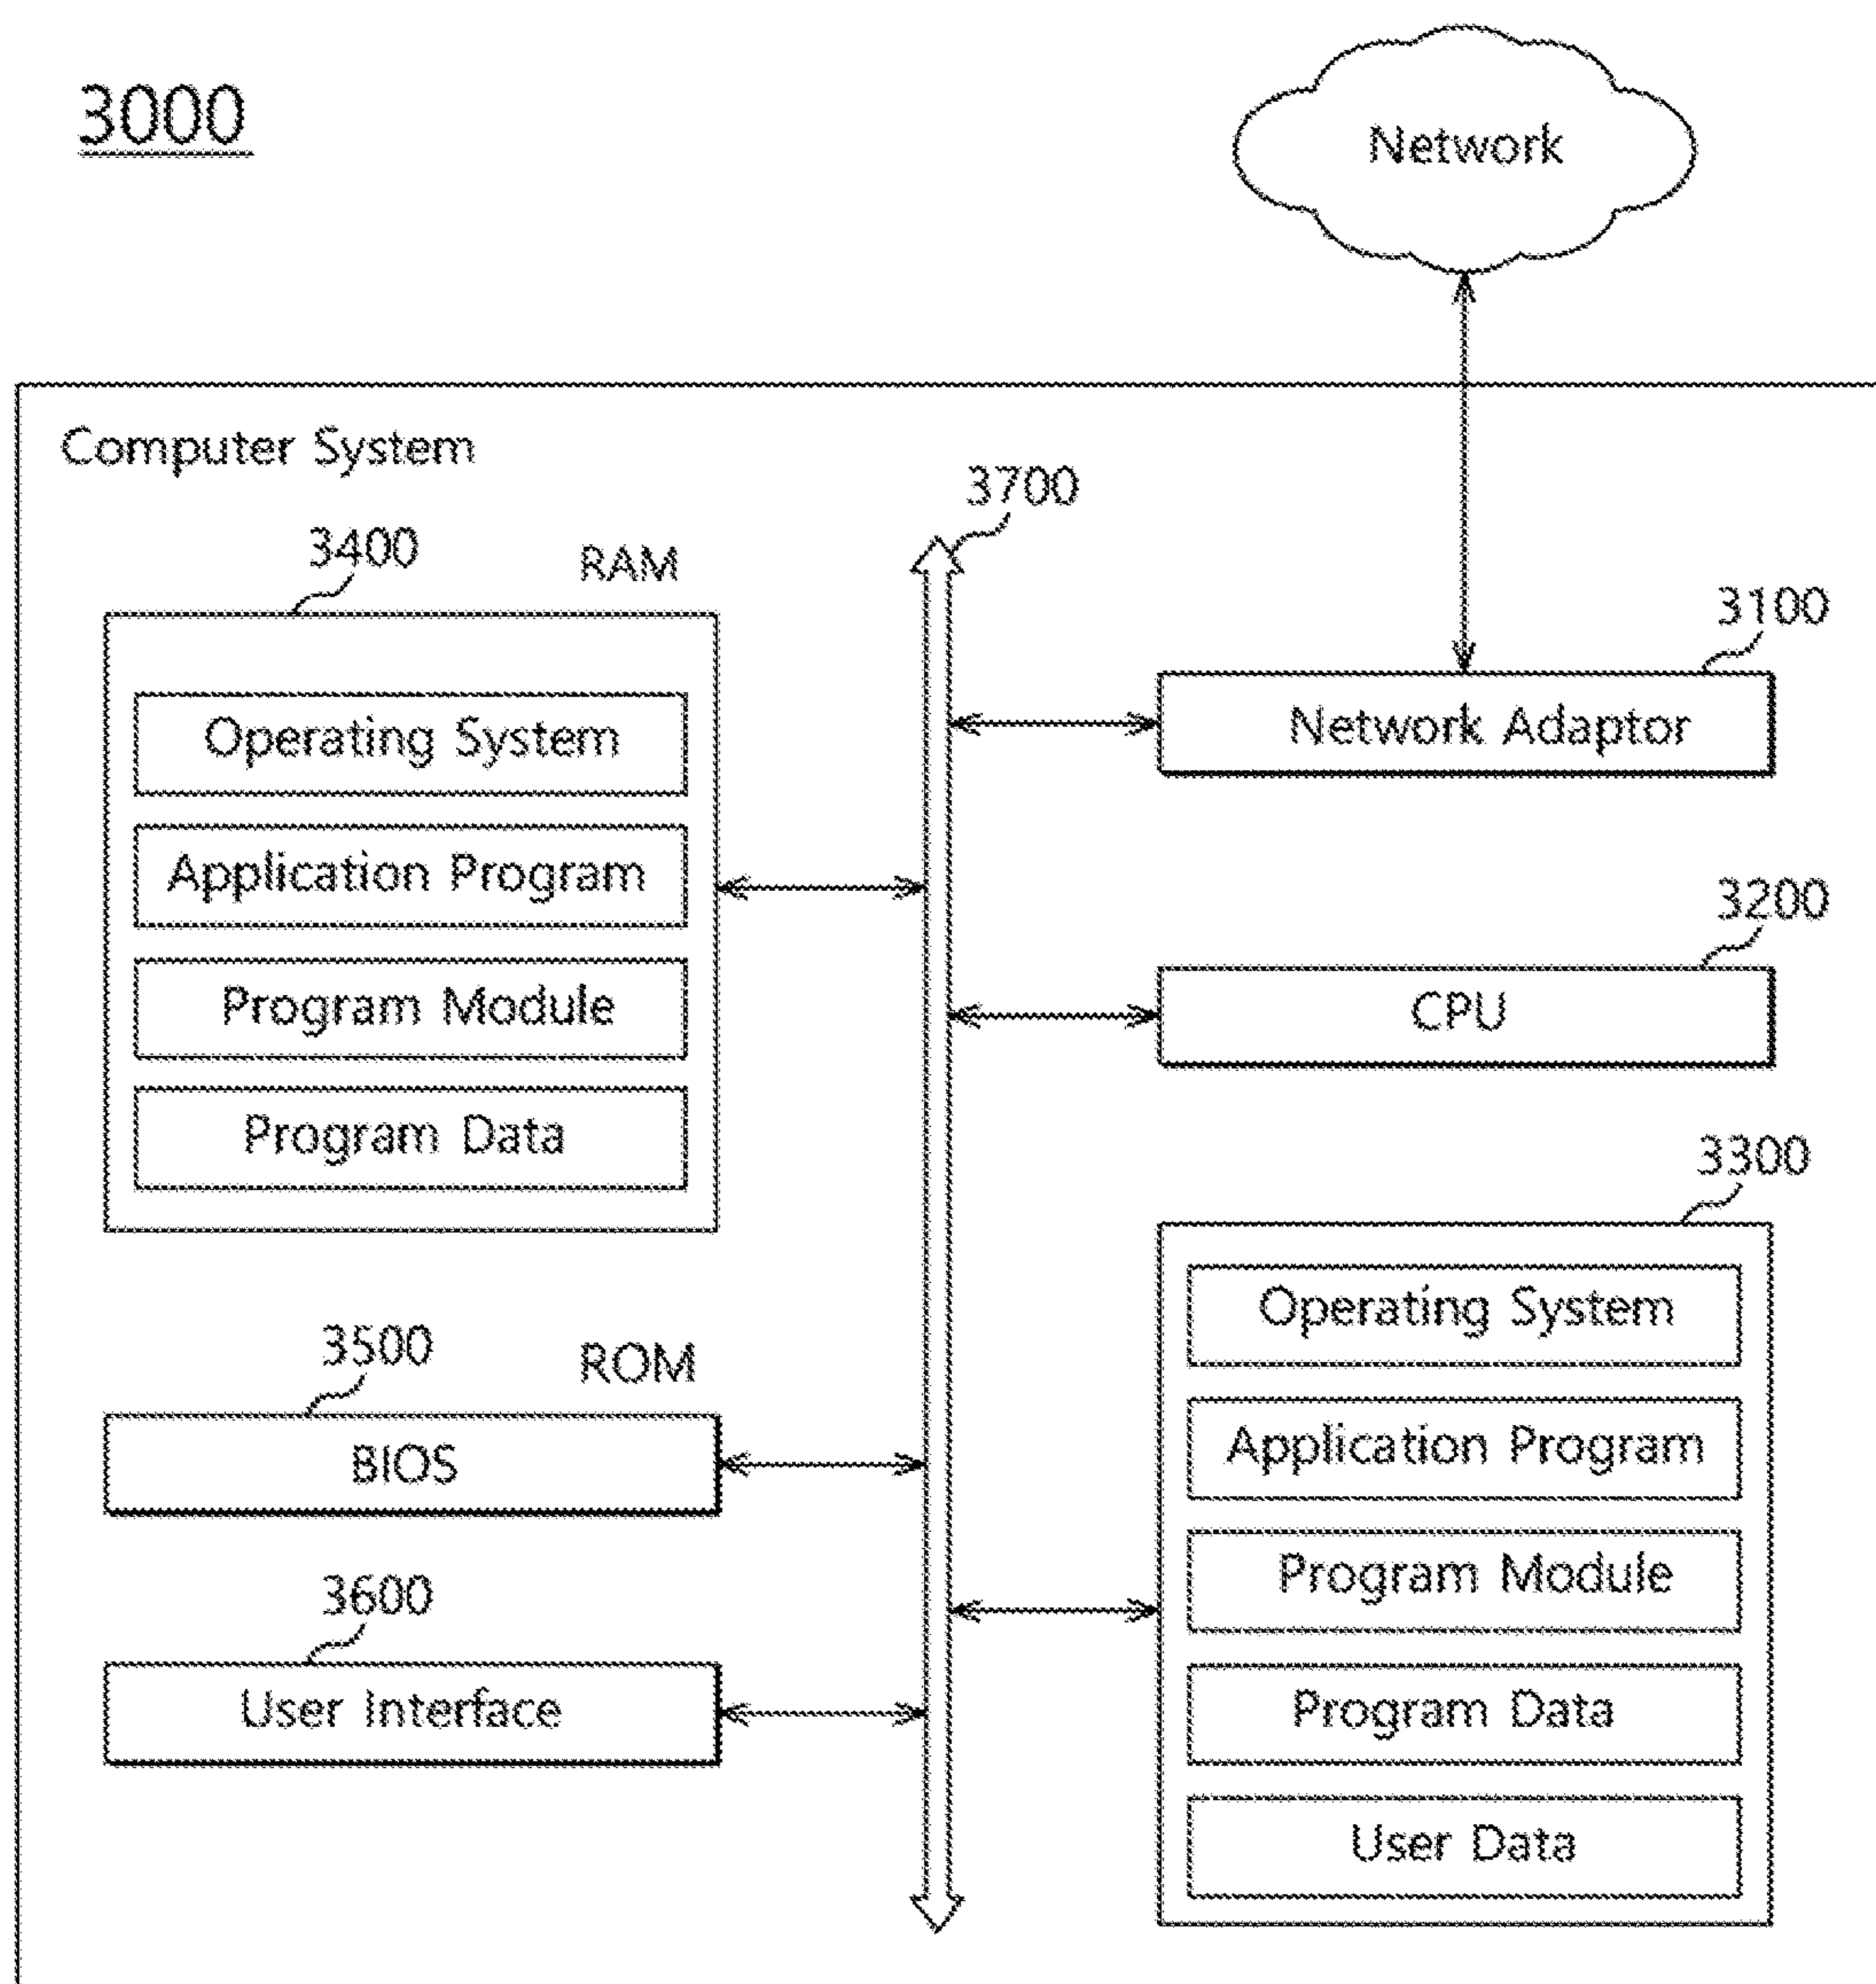 3000
Network
Computer System
3700
3400
RAM
Operating System
Application Program
Program Module
Program Data
3100
Network Adaptor
3200
CPU
3300
Operating System
Application Program
Program Module
Program Data
User Data
3500
ROM
BIOS
3600
User Interface